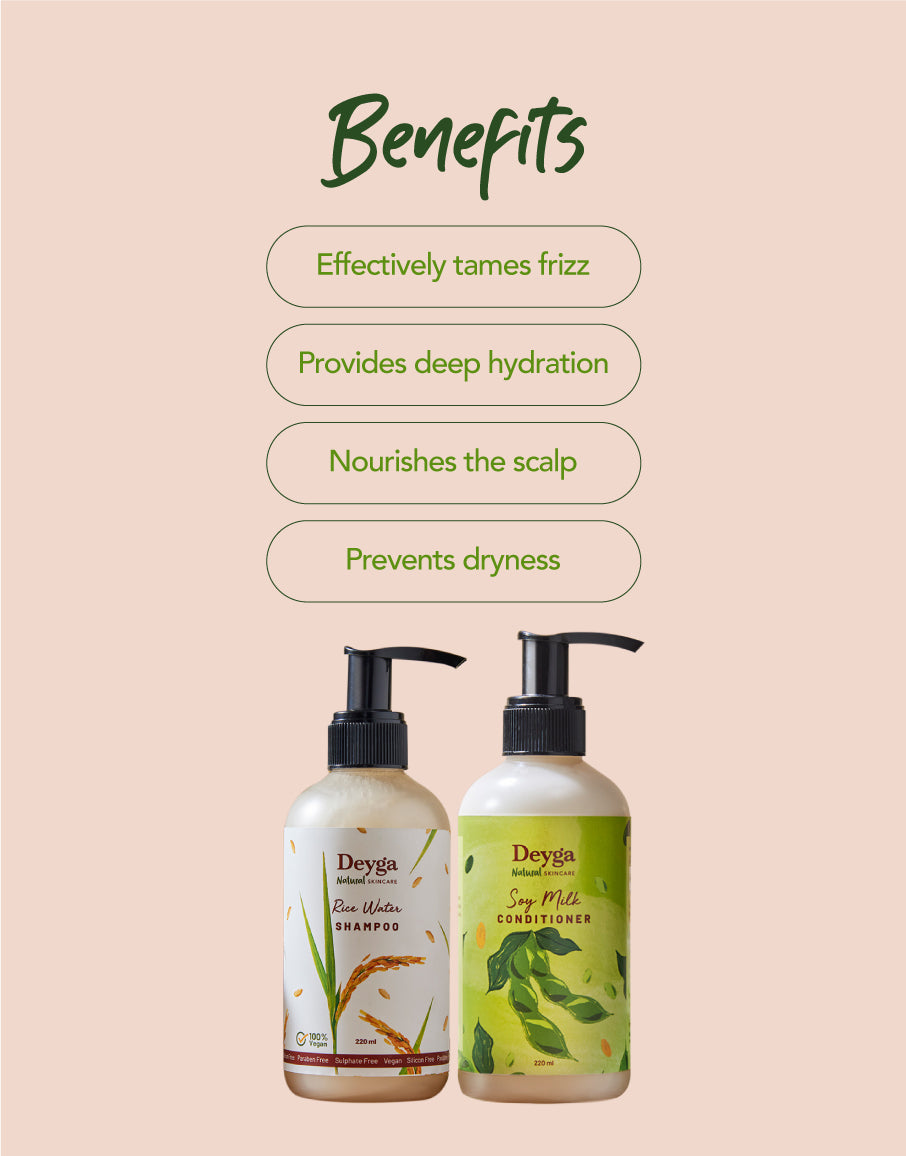 Benefits
Effectively tames frizz
Provides deep hydration
Nourishes the scalp
Prevents dryness
Deyga
Natural SKINCARE
Rice Water
SHAMPOO
100%
Vegan
220 ml
Free Paraben Free Sulphate Free Vegan Silicon Free
Deyga
Natural SKINCARE
Soy Milk
CONDITIONER
220 ml